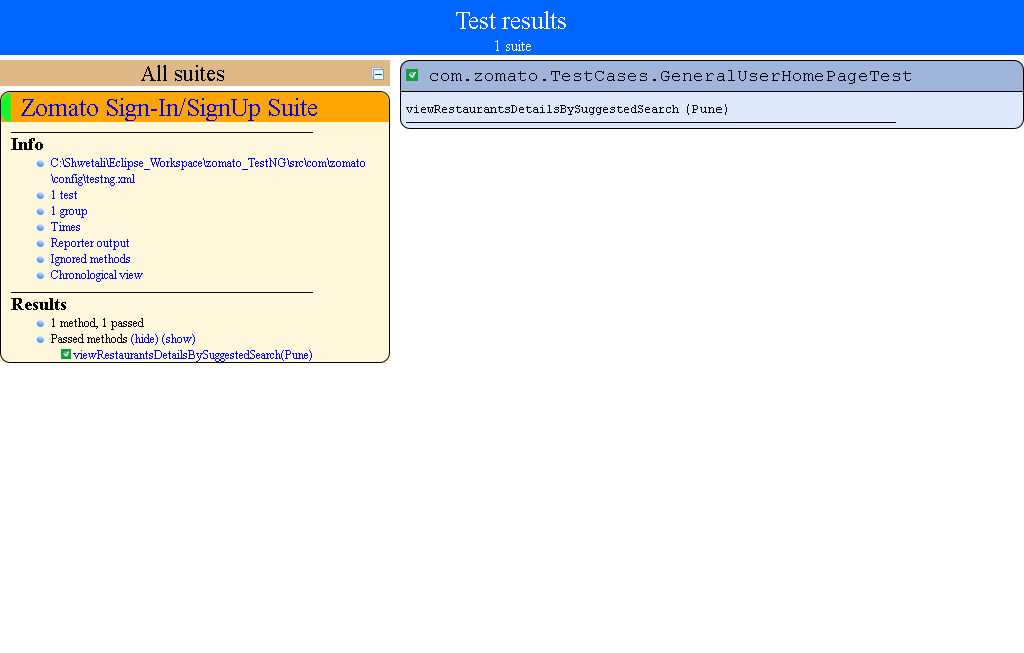 Test results
1 suite
All suites
Zomato Sign-In/SignUp Suite
Info
C:\Shwetali\Eclipse_Workspace\zomato_TestNG\src\com\zomato
\config\testng.xml
1 test
1 group
Times
Reporter output
Ignored methods
Chronological view
Results
1 method, 1 passed
Passed methods (hide) (show)
viewRestaurantsDetailsBySuggestedSearch(Pune)
com.zomato.TestCases.GeneralUserHomePageTest
viewRestaurantsDetailsBySuggestedSearch (Pune)